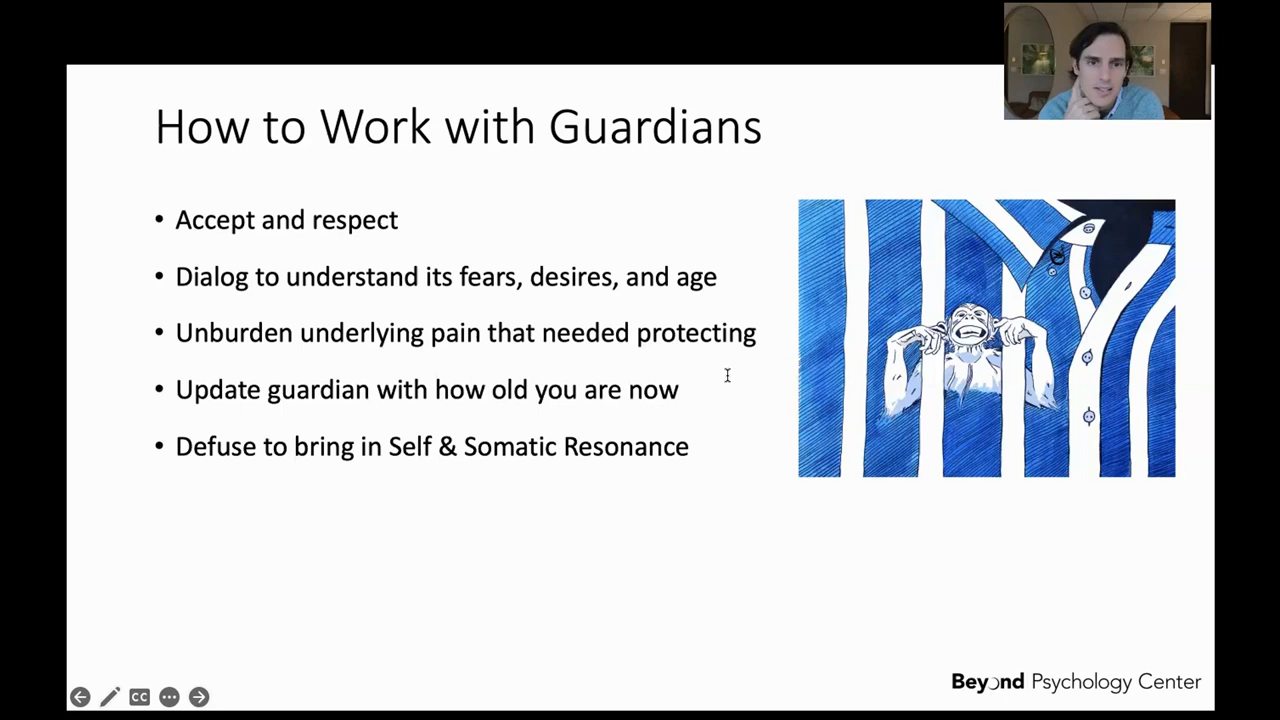 How to Work with Guardians
• Accept and respect
• Dialog to understand its fears, desires, and age
• Unburden underlying pain that needed protecting
• Update guardian with how old you are now
• Defuse to bring in Self & Somatic Resonance
CC
Beyond Psychology Center